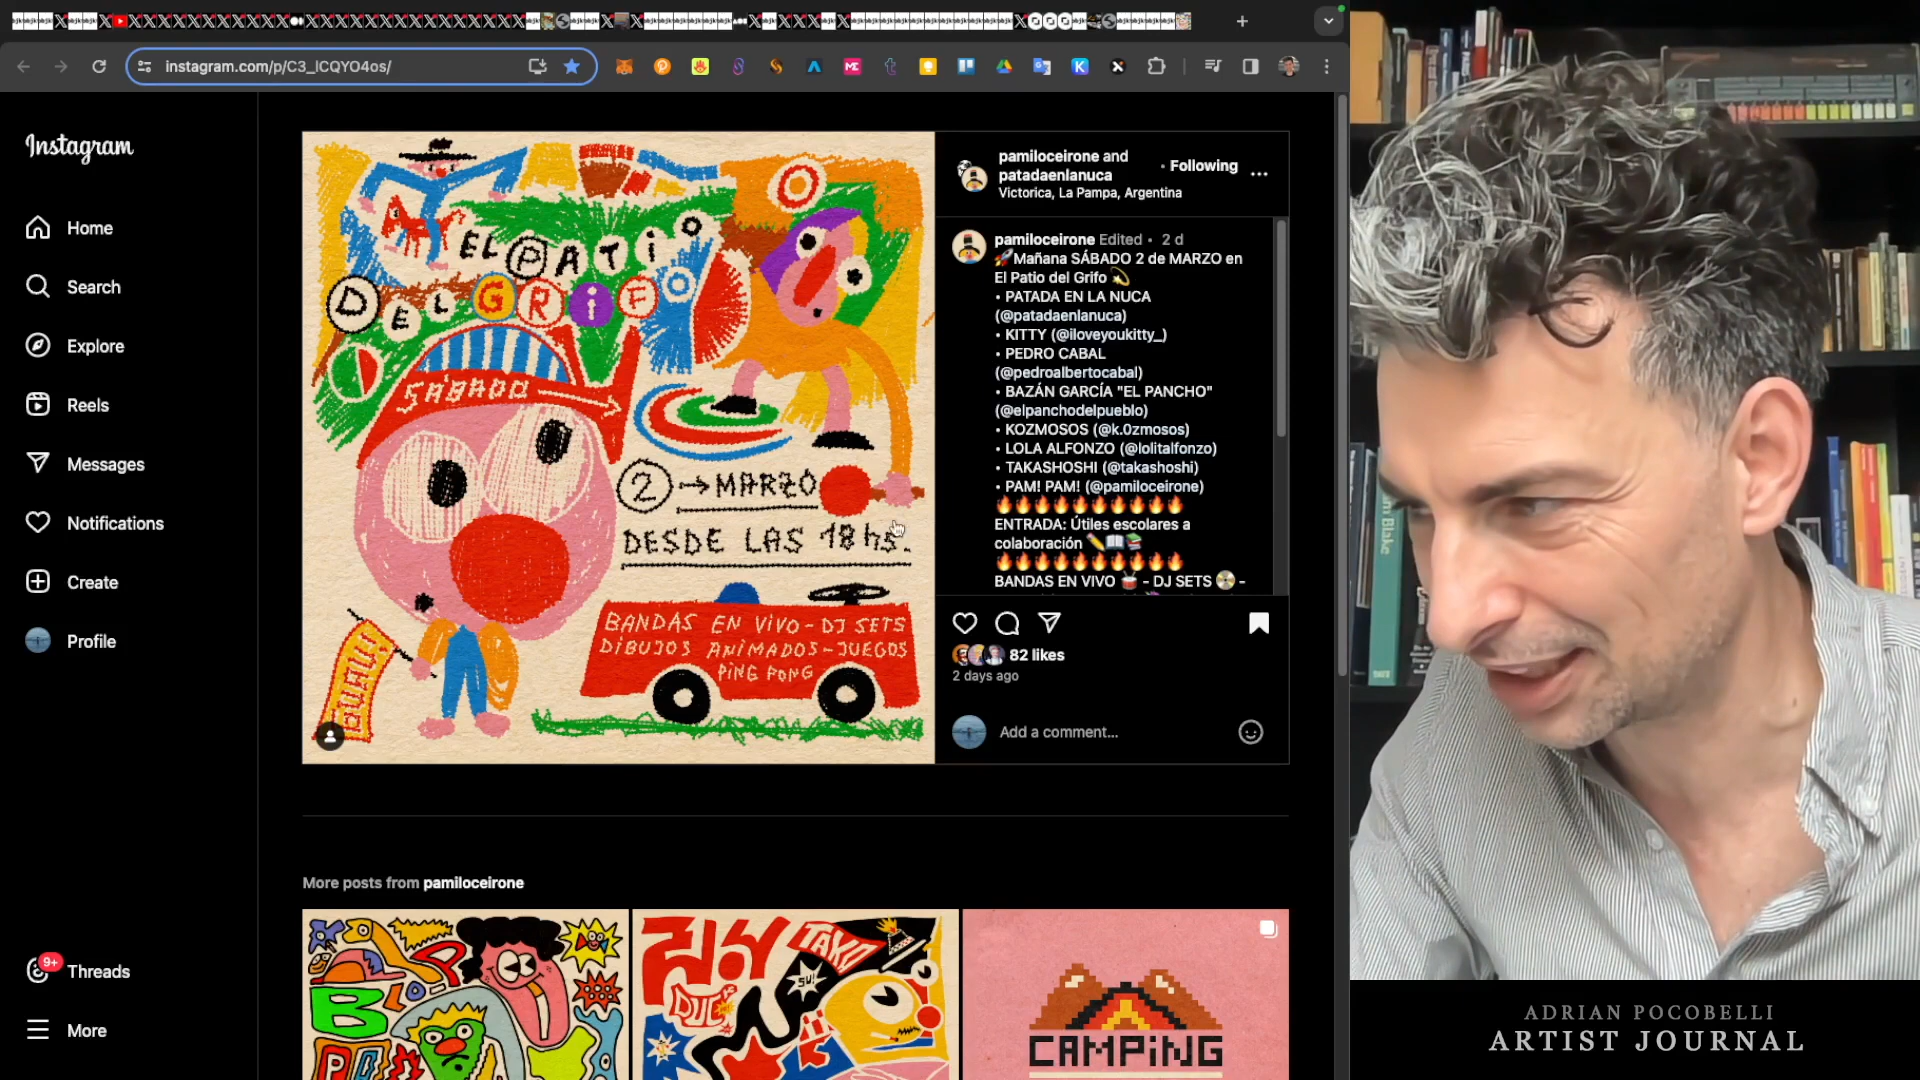 instagram.com/p/C3_lCQYO4os/
Instagram
Home
Search
Explore
Reels
Messages
Notifications
Create
Profile
9+
Threads
More
EL PATiO
DEL GRiFO
SÁBADO
2 → MARZO
DESDE LAS 18 hs.
BANDAS EN ViVO - DJ SETS
DiBUJOS ANiMADOS - JUEGOS
PiNG PONG
¡GUAU!
pamiloceirone and
patadaenlanuca
• Following
Victorica, La Pampa, Argentina
pamiloceirone Edited • 2 d
🚀Mañana SÁBADO 2 de MARZO en
El Patio del Grifo 💫
• PATADA EN LA NUCA
(@patadaenlanuca)
• KITTY (@iloveyoukitty_)
• PEDRO CABAL
(@pedroalbertocabal)
• BAZÁN GARCÍA "EL PANCHO"
(@elpanchodelpueblo)
• KOZMOSOS (@k.0zmosos)
• LOLA ALFONZO (@lolitalfonzo)
• TAKASHOSHI (@takashoshi)
• PAM! PAM! (@pamiloceirone)
🔥🔥🔥🔥🔥🔥🔥🔥🔥
ENTRADA: Útiles escolares a
colaboración ✏️📖📚
🔥🔥🔥🔥🔥🔥🔥🔥🔥
BANDAS EN VIVO 🥁 - DJ SETS 📀 -
82 likes
2 days ago
Add a comment...
More posts from pamiloceirone
CAMPiNG
m Blake
ADRIAN POCOBELLI
ARTIST JOURNAL